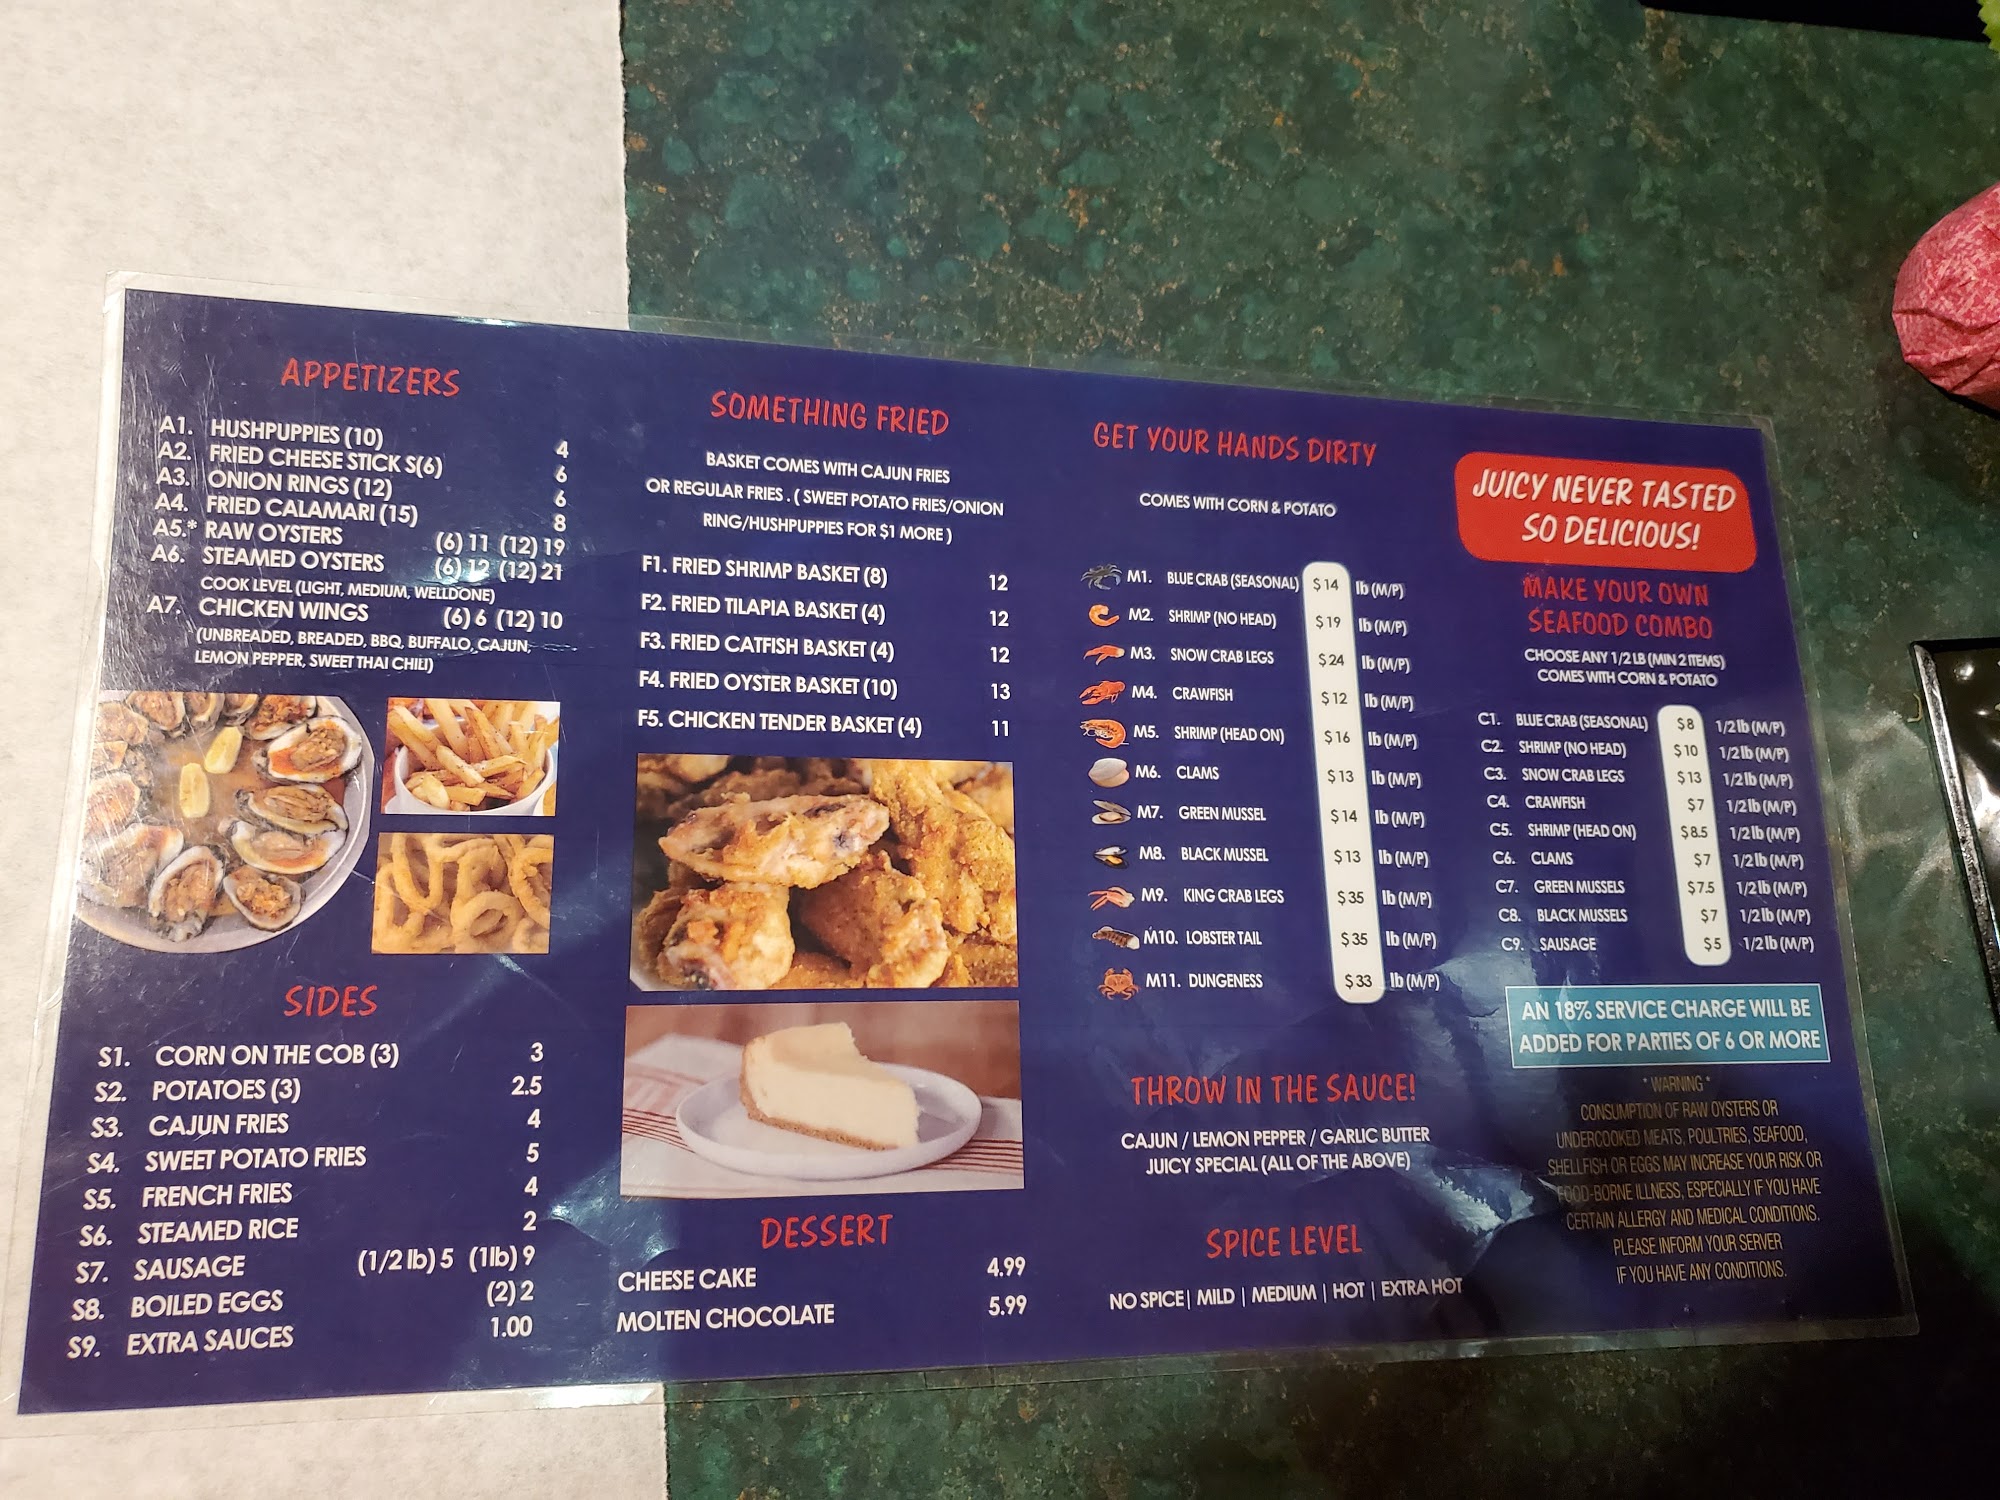 APPETIZERS
A1. HUSHPUPPIES (10) 4
A2. FRIED CHEESE STICK S(6) 6
A3. ONION RINGS (12) 6
A4. FRIED CALAMARI (15) 8
A5.* RAW OYSTERS (6) 11 (12) 19
A6. STEAMED OYSTERS (6) 12 (12) 21
COOK LEVEL (LIGHT, MEDIUM, WELLDONE)
A7. CHICKEN WINGS (6) 6 (12) 10
(UNBREADED, BREADED, BBQ, BUFFALO, CAJUN,
LEMON PEPPER, SWEET THAI CHILI)
SIDES
S1. CORN ON THE COB (3) 3
S2. POTATOES (3) 2.5
S3. CAJUN FRIES 4
S4. SWEET POTATO FRIES 5
S5. FRENCH FRIES 4
S6. STEAMED RICE 2
S7. SAUSAGE (1/2 lb) 5 (1lb) 9
S8. BOILED EGGS (2) 2
S9. EXTRA SAUCES 1.00
SOMETHING FRIED
BASKET COMES WITH CAJUN FRIES
OR REGULAR FRIES . ( SWEET POTATO FRIES/ONION
RING/HUSHPUPPIES FOR $1 MORE )
F1. FRIED SHRIMP BASKET (8) 12
F2. FRIED TILAPIA BASKET (4) 12
F3. FRIED CATFISH BASKET (4) 12
F4. FRIED OYSTER BASKET (10) 13
F5. CHICKEN TENDER BASKET (4) 11
DESSERT
CHEESE CAKE 4.99
MOLTEN CHOCOLATE 5.99
GET YOUR HANDS DIRTY
COMES WITH CORN & POTATO
M1. BLUE CRAB (SEASONAL) $14 lb (M/P)
M2. SHRIMP (NO HEAD) $19 lb (M/P)
M3. SNOW CRAB LEGS $24 lb (M/P)
M4. CRAWFISH $12 lb (M/P)
M5. SHRIMP (HEAD ON) $16 lb (M/P)
M6. CLAMS $13 lb (M/P)
M7. GREEN MUSSEL $14 lb (M/P)
M8. BLACK MUSSEL $13 lb (M/P)
M9. KING CRAB LEGS $35 lb (M/P)
M10. LOBSTER TAIL $35 lb (M/P)
M11. DUNGENESS $33 lb (M/P)
THROW IN THE SAUCE!
CAJUN / LEMON PEPPER / GARLIC BUTTER
JUICY SPECIAL (ALL OF THE ABOVE)
SPICE LEVEL
NO SPICE | MILD | MEDIUM | HOT | EXTRA HOT
JUICY NEVER TASTED
SO DELICIOUS!
MAKE YOUR OWN
SEAFOOD COMBO
CHOOSE ANY 1/2 LB (MIN 2 ITEMS)
COMES WITH CORN & POTATO
C1. BLUE CRAB (SEASONAL) $8 1/2 lb (M/P)
C2. SHRIMP (NO HEAD) $10 1/2 lb (M/P)
C3. SNOW CRAB LEGS $13 1/2 lb (M/P)
C4. CRAWFISH $7 1/2 lb (M/P)
C5. SHRIMP (HEAD ON) $8.5 1/2 lb (M/P)
C6. CLAMS $7 1/2 lb (M/P)
C7. GREEN MUSSELS $7.5 1/2 lb (M/P)
C8. BLACK MUSSELS $7 1/2 lb (M/P)
C9. SAUSAGE $5 1/2 lb (M/P)
AN 18% SERVICE CHARGE WILL BE
ADDED FOR PARTIES OF 6 OR MORE
* WARNING *
CONSUMPTION OF RAW OYSTERS OR
UNDERCOOKED MEATS, POULTRIES, SEAFOOD,
SHELLFISH OR EGGS MAY INCREASE YOUR RISK OR
FOOD-BORNE ILLNESS, ESPECIALLY IF YOU HAVE
CERTAIN ALLERGY AND MEDICAL CONDITIONS.
PLEASE INFORM YOUR SERVER
IF YOU HAVE ANY CONDITIONS.